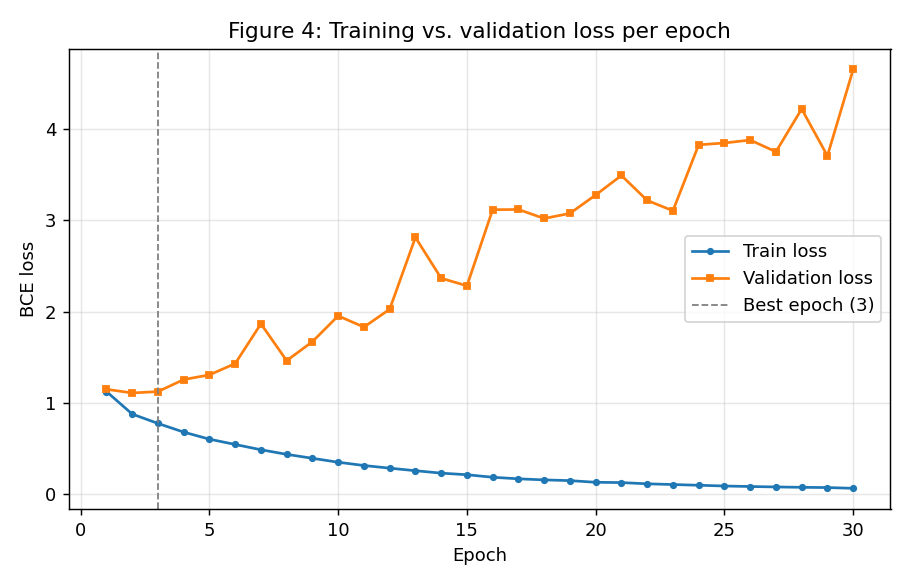 Figure 4: Training vs. validation loss per epoch
BCE loss
4
3
2
1
0
Train loss
Validation loss
Best epoch (3)
0 5 10 15 20 25 30
Epoch